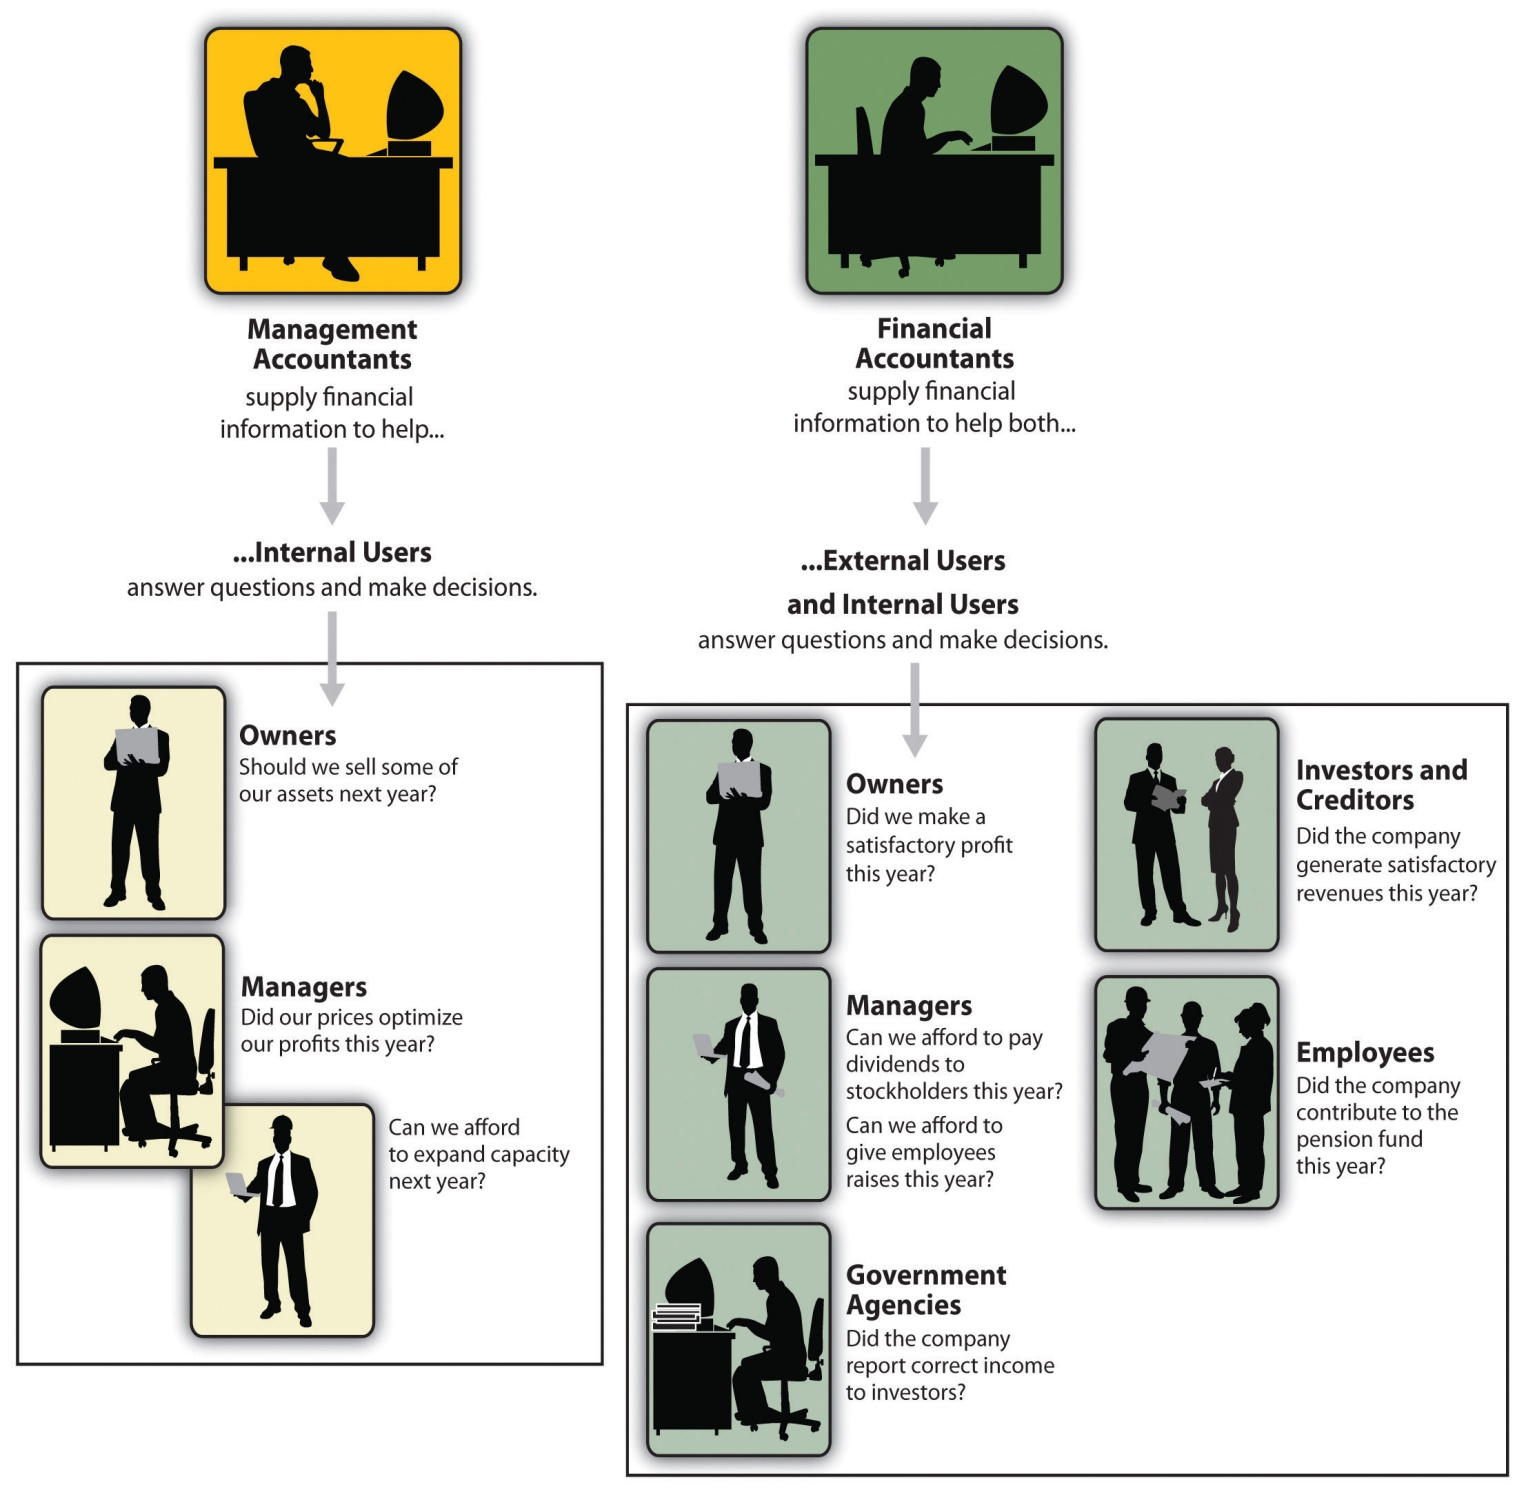 Management
Accountants
supply financial
information to help...
...Internal Users
answer questions and make decisions.
Owners
Should we sell some of
our assets next year?
Managers
Did our prices optimize
our profits this year?
Can we afford
to expand capacity
next year?
Financial
Accountants
supply financial
information to help both...
...External Users
and Internal Users
answer questions and make decisions.
Owners
Did we make a
satisfactory profit
this year?
Managers
Can we afford to pay
dividends to
stockholders this year?
Can we afford to
give employees
raises this year?
Government
Agencies
Did the company
report correct income
to investors?
Investors and
Creditors
Did the company
generate satisfactory
revenues this year?
Employees
Did the company
contribute to the
pension fund
this year?